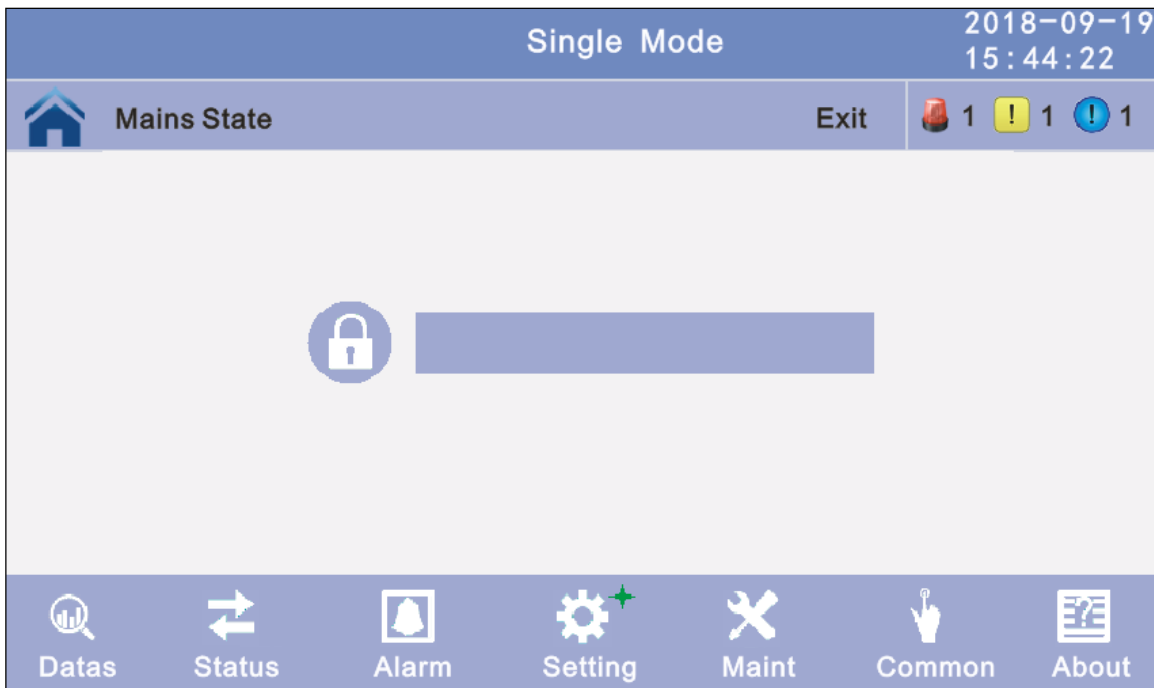 Single Mode
2018-09-19
15:44:22
Mains State
Exit
1
! 1
! 1
Datas
Status
Alarm
Setting
Maint
Common
? About